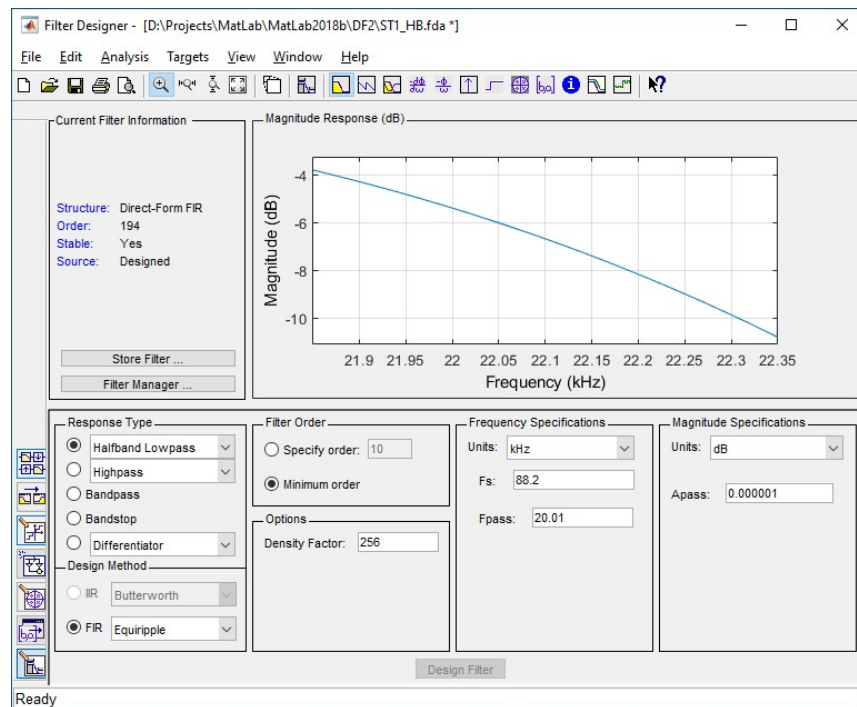 Filter Designer - [D:\Projects\MatLab\MatLab2018b\DF2\ST1_HB.fda *]
File Edit Analysis Targets View Window Help
Current Filter Information
Structure: Direct-Form FIR
Order: 194
Stable: Yes
Source: Designed
Store Filter ...
Filter Manager ...
Magnitude Response (dB)
Magnitude (dB)
-4
-6
-8
-10
21.9 21.95 22 22.05 22.1 22.15 22.2 22.25 22.3 22.35
Frequency (kHz)
Response Type
Halfband Lowpass
Highpass
Bandpass
Bandstop
Differentiator
Design Method
IIR Butterworth
FIR Equiripple
Filter Order
Specify order: 10
Minimum order
Options
Density Factor: 256
Frequency Specifications
Units: kHz
Fs: 88.2
Fpass: 20.01
Magnitude Specifications
Units: dB
Apass: 0.000001
Design Filter
Ready